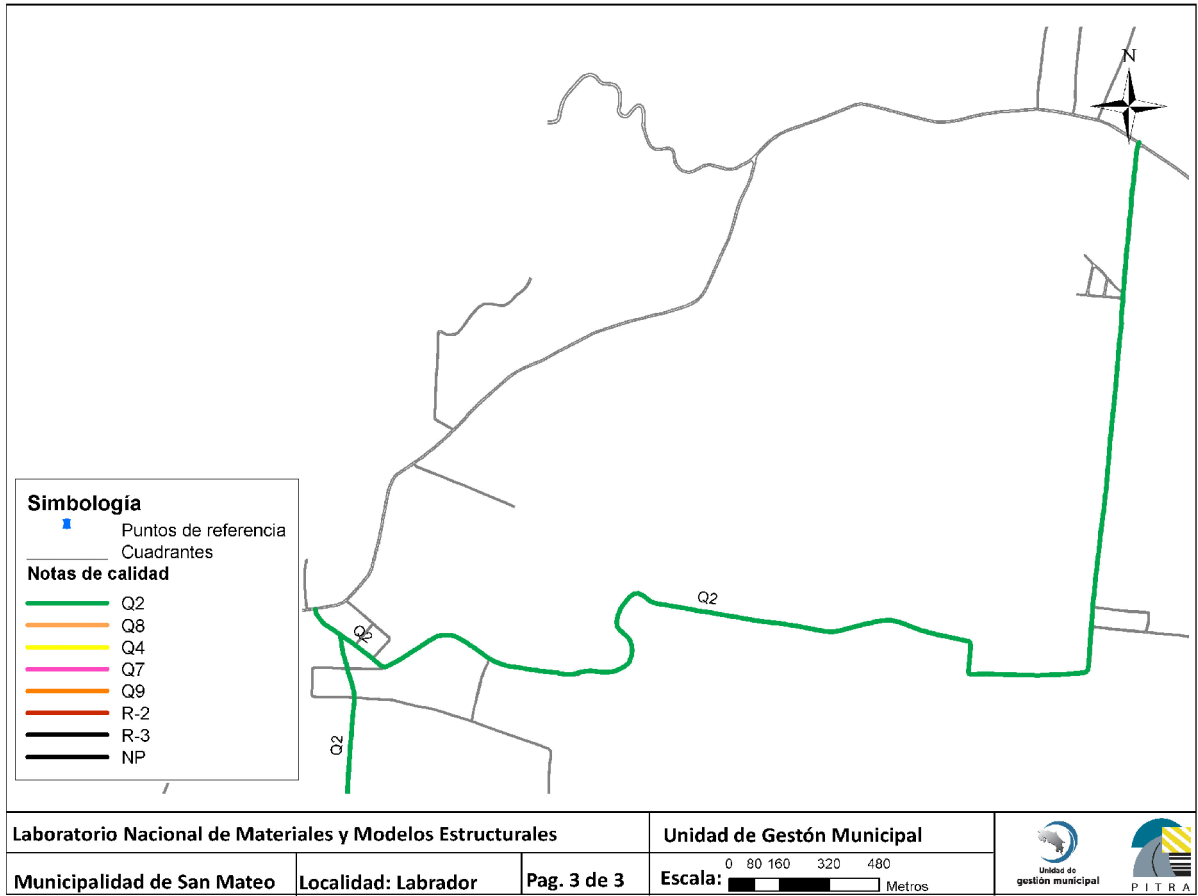 N
Q2
Q2
Q2
Simbología
Puntos de referencia
Cuadrantes
Notas de calidad
Q2
Q8
Q4
Q7
Q9
R-2
R-3
NP
Laboratorio Nacional de Materiales y Modelos Estructurales
Unidad de Gestón Municipal
Municipalidad de San Mateo
Localidad: Labrador
Pag. 3 de 3
Escala:
0 80 160 320 480
Metros
Unidad de
gestión municipal
PITRA